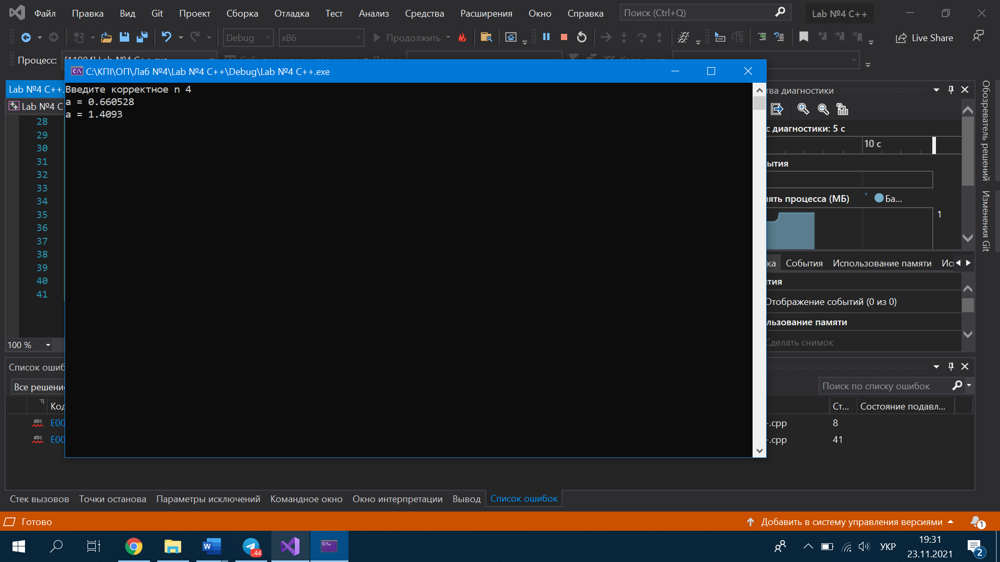 Файл Правка Вид Git Проект Сборка Отладка Тест Анализ Средства Расширения Окно Справка Поиск (Ctrl+Q) Lab №4 C++
Debug x86 Продолжить Live Share
Процесс:
C:\КПІ\ОП\Лаб №4\Lab №4 C++\Debug\Lab №4 C++.exe
Введите корректное n 4
a = 0.660528
a = 1.4093
Lab №4 C++.
Lab №4 C
28
29
30
31
32
33
34
35
36
37
38
39
40
41
100 %
тва диагностики
с диагностики: 5 с
10 с
ытия
ять процесса (МБ) Ба...
1
ка События Использование памяти Ис
тия
Отображение событий (0 из 0)
льзование памяти
Сделать снимок
Обозреватель решений
Изменения Git
Список ошиб
Все решени
Поиск по списку ошибок
Код Ст... Состояние подавл...
E00 .cpp 8
E00 .cpp 41
Стек вызовов Точки останова Параметры исключений Командное окно Окно интерпретации Вывод Список ошибок
Готово Добавить в систему управления версиями 1
44 УКР 19:31
23.11.2021 2